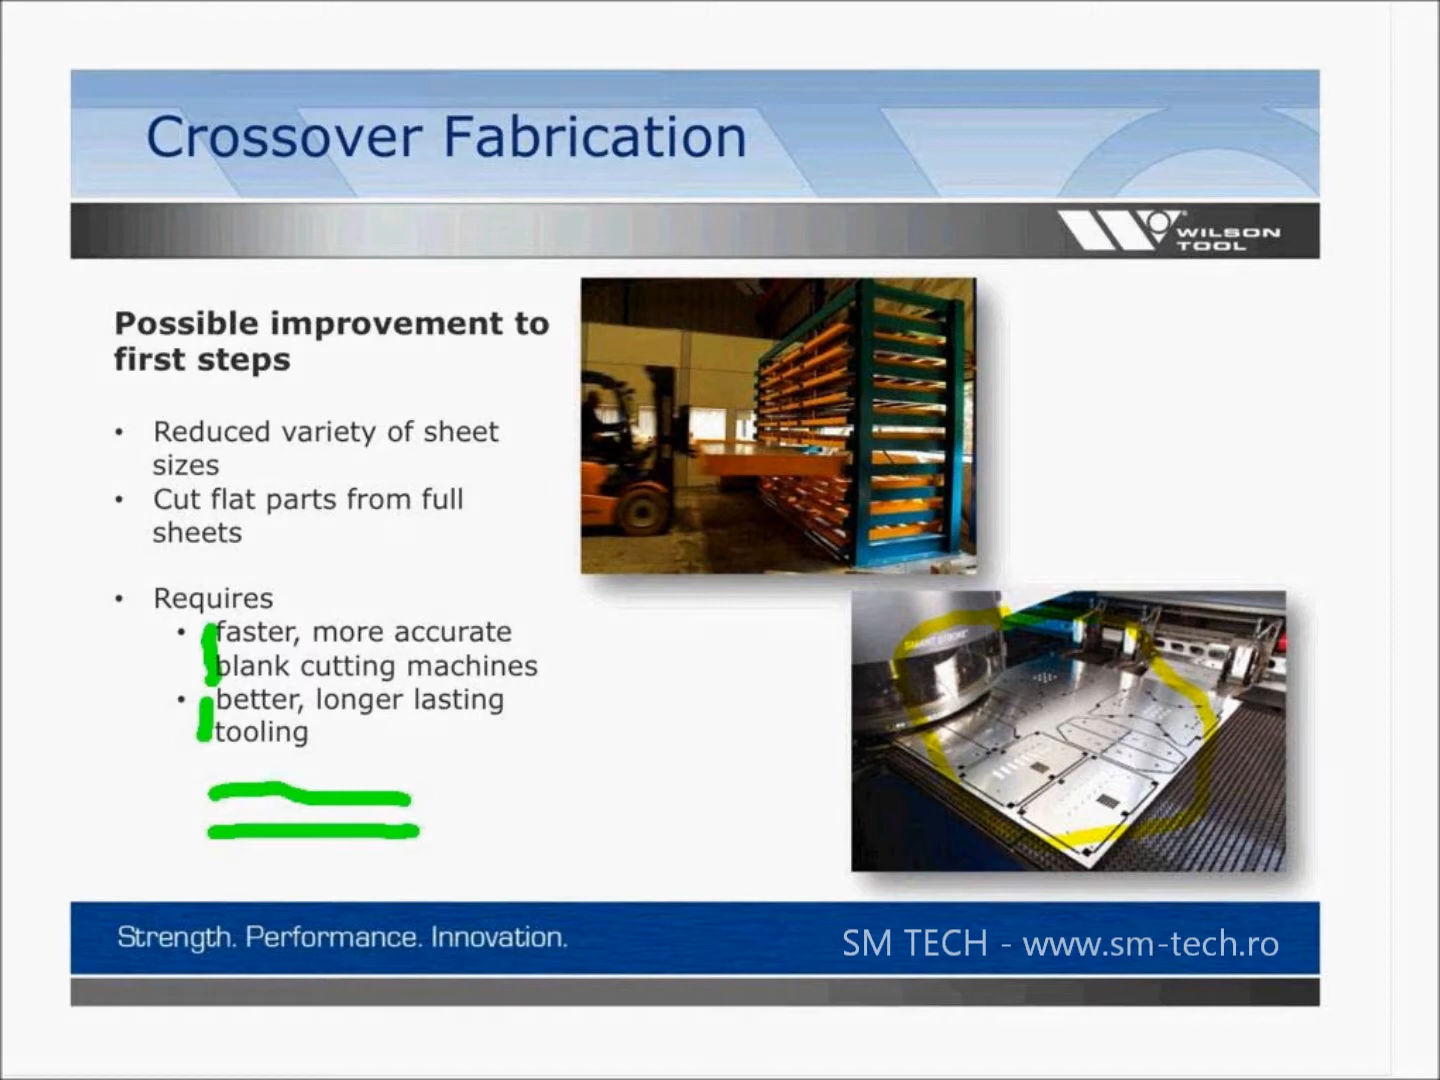 Crossover Fabrication
WILSON
TOOL
Possible improvement to
first steps
• Reduced variety of sheet
sizes
• Cut flat parts from full
sheets
• Requires
• faster, more accurate
blank cutting machines
• better, longer lasting
tooling
Strength. Performance. Innovation.
SM TECH - www.sm-tech.ro